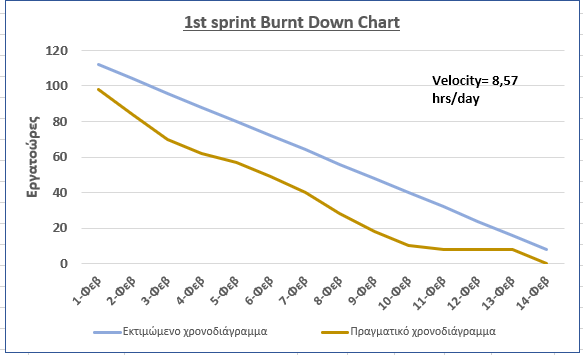 1st sprint Burnt Down Chart
Velocity= 8,57
hrs/day
Εργατοώρες
120
100
80
60
40
20
0
1-Φεβ
2-Φεβ
3-Φεβ
4-Φεβ
5-Φεβ
6-Φεβ
7-Φεβ
8-Φεβ
9-Φεβ
10-Φεβ
11-Φεβ
12-Φεβ
13-Φεβ
14-Φεβ
Εκτιμώμενο χρονοδιάγραμμα
Πραγματικό χρονοδιάγραμμα